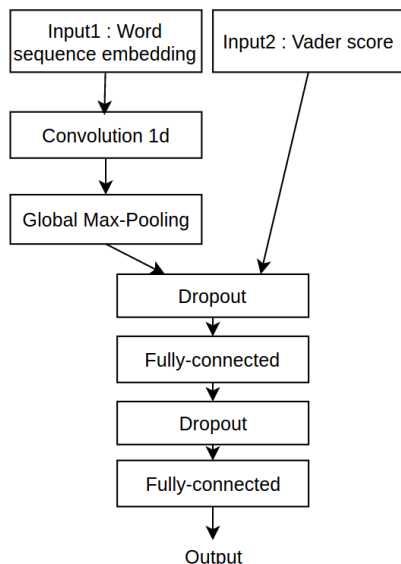 Input1 : Word
sequence embedding
Input2 : Vader score
Convolution 1d
Global Max-Pooling
Dropout
Fully-connected
Dropout
Fully-connected
Output